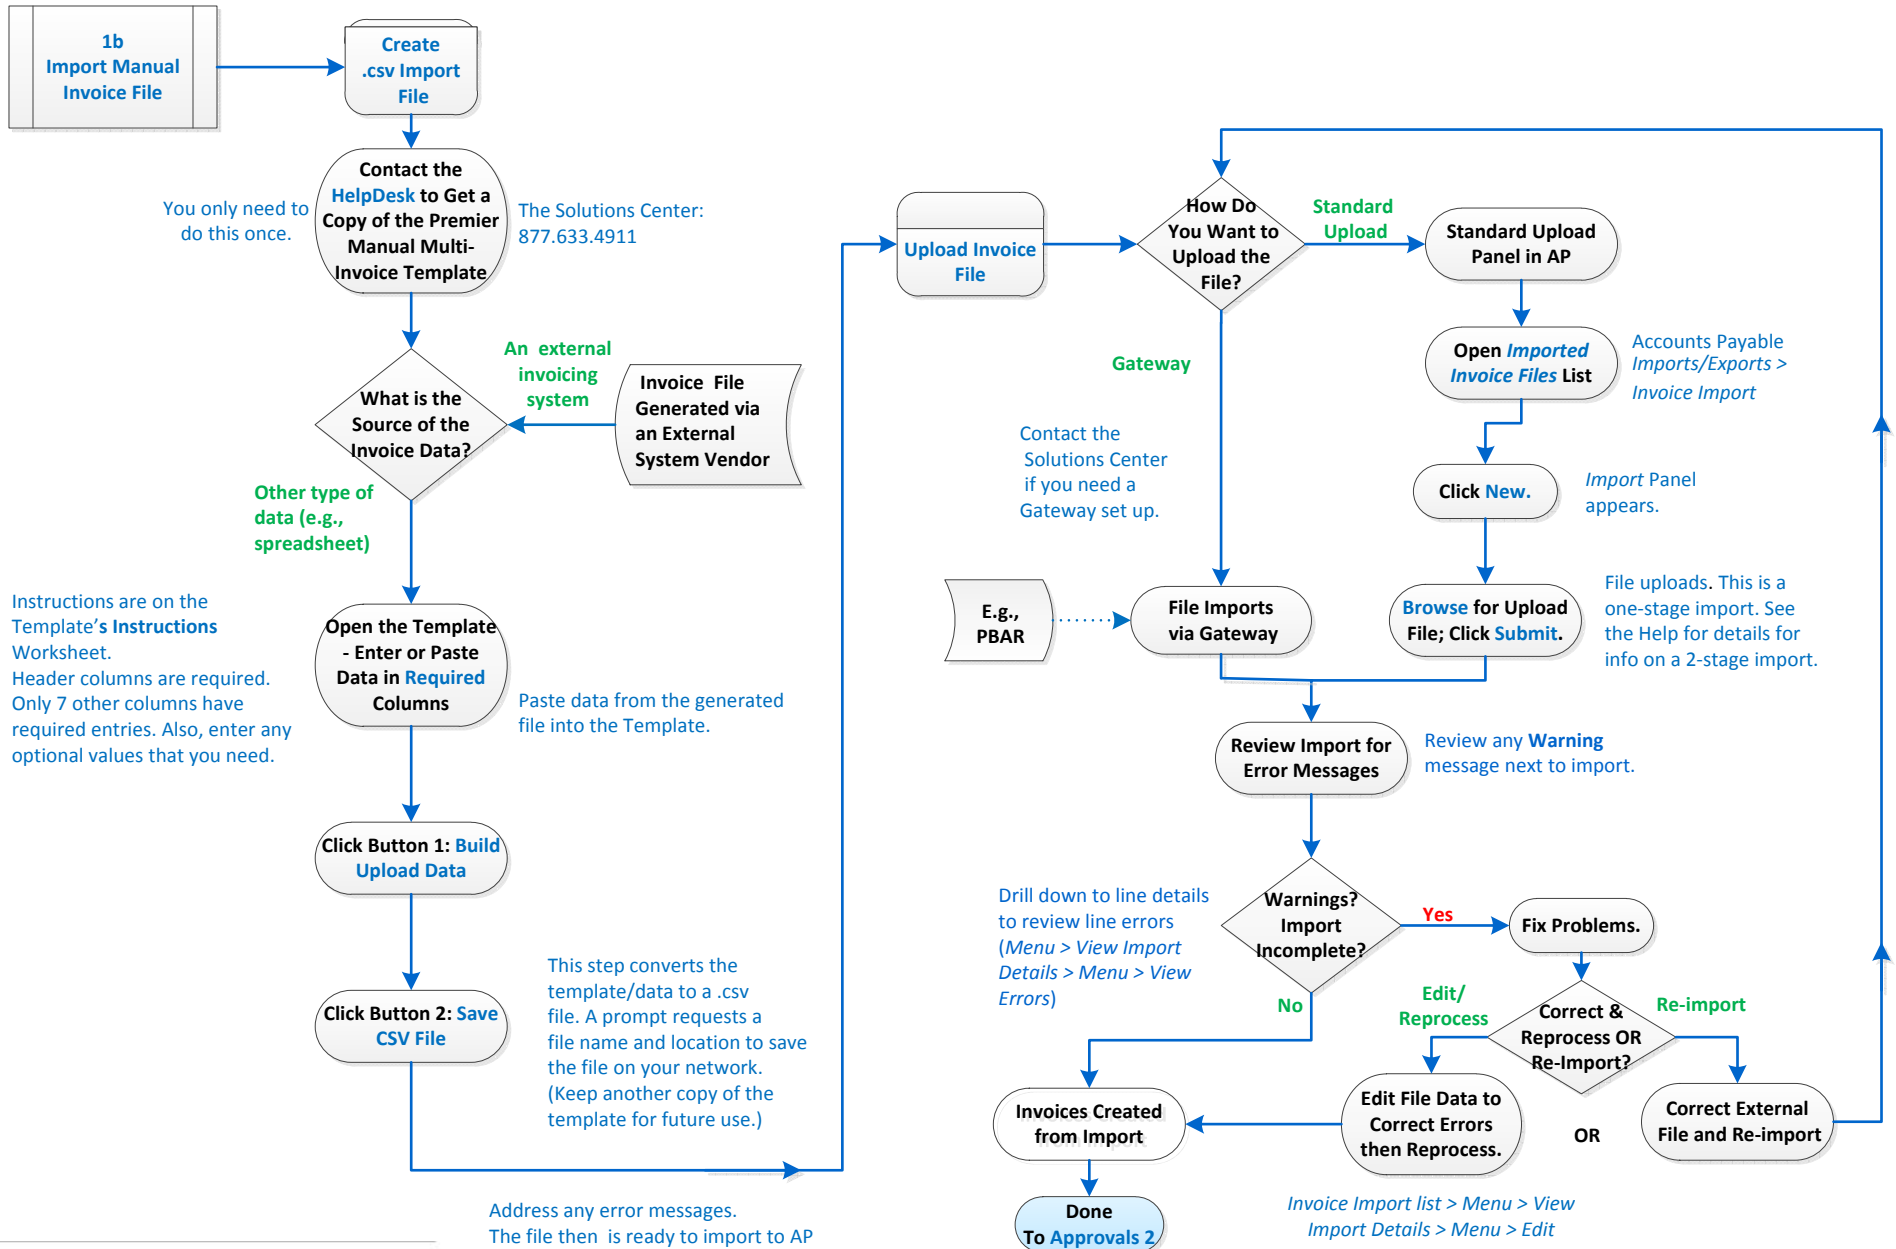 1b
Import Manual
Invoice File
Create
.csv Import
File
Contact the
HelpDesk to Get a
Copy of the Premier
Manual Multi-
Invoice Template
You only need to
do this once.
The Solutions Center:
877.633.4911
What is the
Source of the
Invoice Data?
An  external
invoicing
system
Invoice  File
Generated via
an External
System Vendor
Other type of
data (e.g.,
spreadsheet)
Instructions are on the
Template's Instructions
Worksheet.
Header columns are required.
Only 7 other columns have
required entries. Also, enter any
optional values that you need.
Open the Template
- Enter or Paste
Data in Required
Columns
Paste data from the generated
file into the Template.
Click Button 1: Build
Upload Data
Click Button 2: Save
CSV File
This step converts the
template/data to a .csv
file. A prompt requests a
file name and location to save
the file on your network.
(Keep another copy of the
template for future use.)
Address any error messages.
The file then  is ready to import to AP
Upload Invoice
File
How Do
You Want to
Upload the
File?
Standard
Upload
Standard Upload
Panel in AP
Open Imported
Invoice Files List
Accounts Payable
Imports/Exports >
Invoice Import
Gateway
Contact the
Solutions Center
if you need a
Gateway set up.
Click New.
Import Panel
appears.
E.g.,
PBAR
File Imports
via Gateway
Browse for Upload
File; Click Submit.
File uploads. This is a
one-stage import. See
the Help for details for
info on a 2-stage import.
Review Import for
Error Messages
Review any Warning
message next to import.
Drill down to line details
to review line errors
(Menu > View Import
Details > Menu > View
Errors)
Warnings?
Import
Incomplete?
Yes
Fix Problems.
No
Edit/
Reprocess
Correct &
Reprocess OR
Re-Import?
Re-import
Invoices Created
from Import
Edit File Data to
Correct Errors
then Reprocess.
OR
Correct External
File and Re-import
Done
To Approvals 2
Invoice Import list > Menu > View
Import Details > Menu > Edit